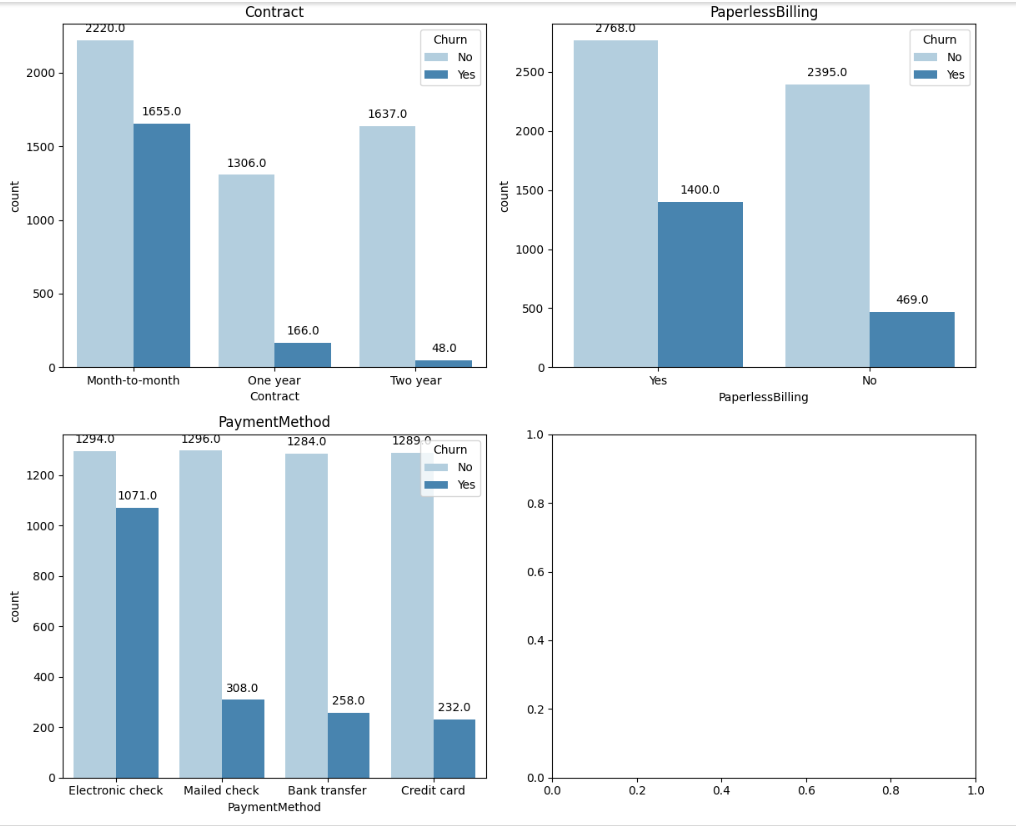 Contract
2220.0
1655.0
1306.0
166.0
1637.0
48.0
Churn
No
Yes
2000
1500
1000
500
0
count
Month-to-month One year Two year
Contract
PaperlessBilling
2768.0
1400.0
2395.0
469.0
Churn
No
Yes
2500
2000
1500
1000
500
0
count
Yes No
PaperlessBilling
PaymentMethod
1294.0
1071.0
1296.0
308.0
1284.0
258.0
1289.0
232.0
Churn
No
Yes
1200
1000
800
600
400
200
0
count
Electronic check Mailed check Bank transfer Credit card
PaymentMethod
1.0
0.8
0.6
0.4
0.2
0.0
0.0 0.2 0.4 0.6 0.8 1.0